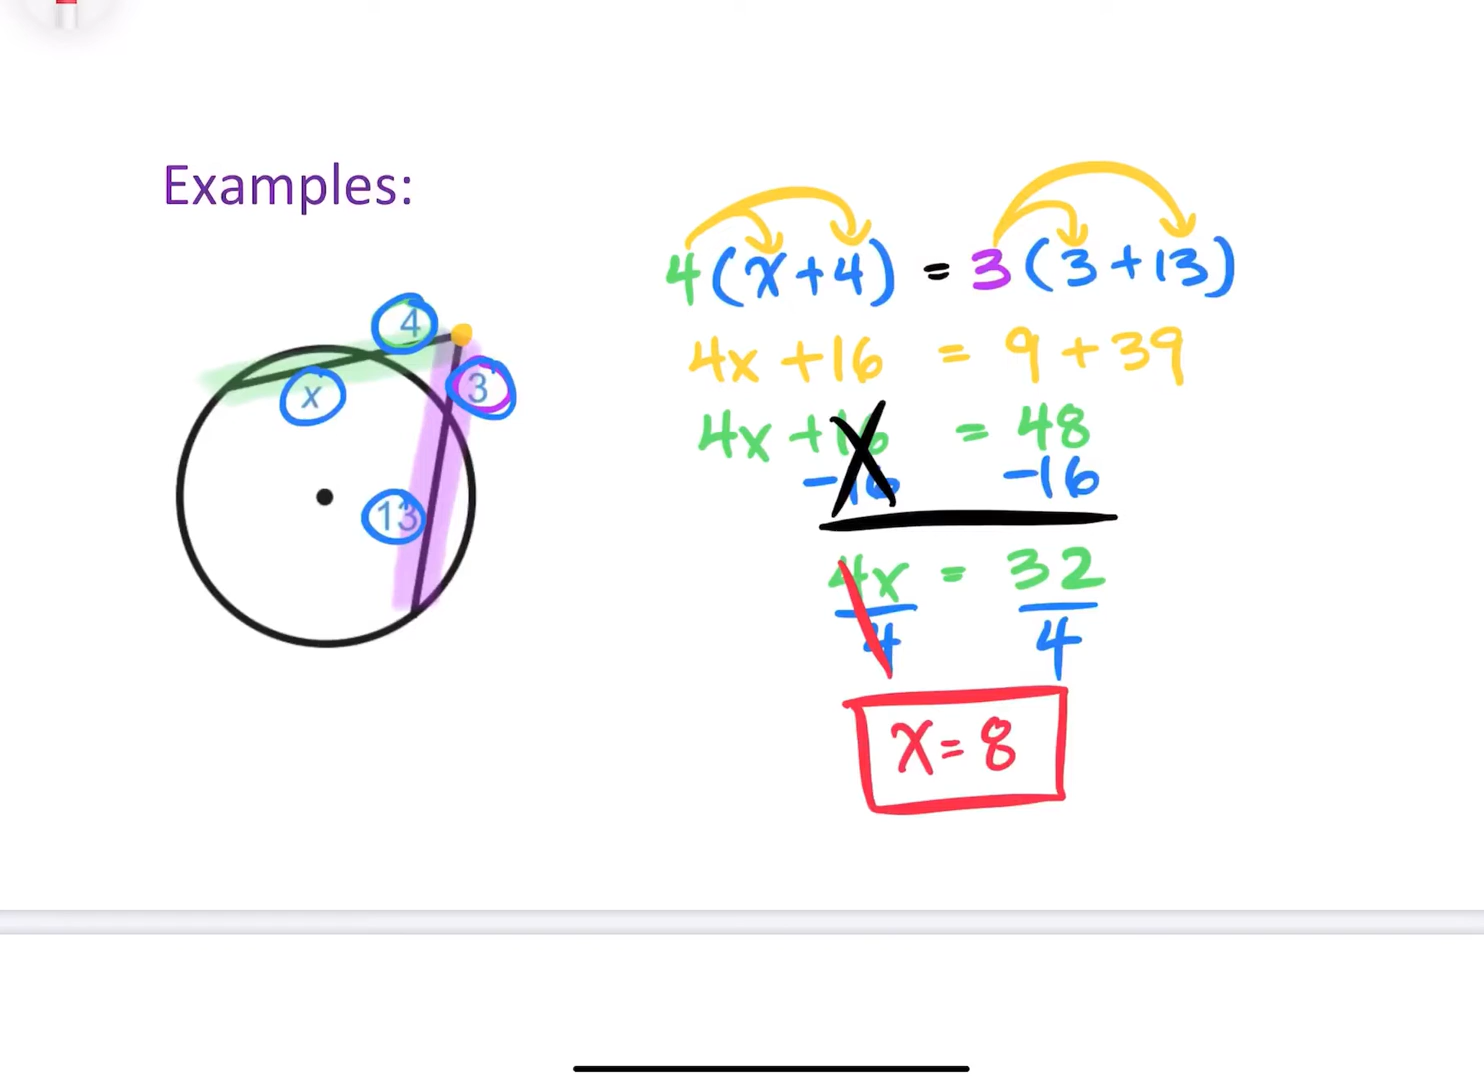 Examples:
4
x
3
13
4(x+4) = 3(3+13)
4x +16 = 9+39
4x +16 = 48
-16 -16
4x = 32
4 4
x=8